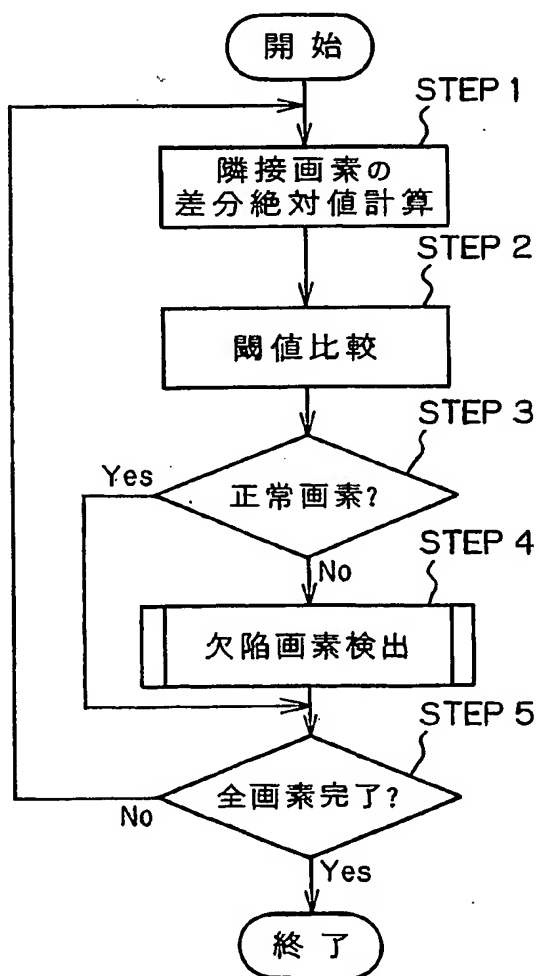 開始
STEP 1
隣接画素の
差分絶対値計算
STEP 2
閾値比較
STEP 3
Yes
正常画素?
No
STEP 4
欠陥画素検出
STEP 5
全画素完了?
No
Yes
終了